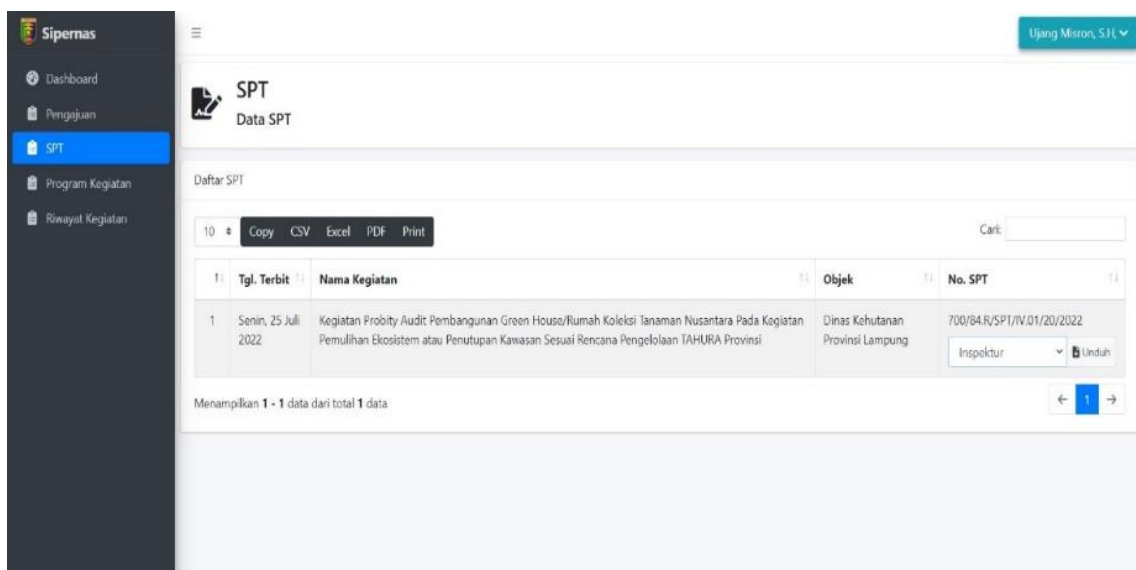 Sipernas
Ujang Misron, S.H,
Dashboard
Pengajuan
SPT
Program Kegiatan
Riwayat Kegiatan
SPT
Data SPT
Daftar SPT
10 Copy CSV Excel PDF Print
Cari:
Tgl. Terbit Nama Kegiatan Objek No. SPT
1 Senin, 25 Juli Kegiatan Probity Audit Pembangunan Green House/Rumah Koleksi Tanaman Nusantara Pada Kegiatan Dinas Kehutanan 700/84.R/SPT/IV.01/20/2022
2022 Pemulihan Ekosistem atau Penutupan Kawasan Sesuai Rencana Pengelolaan TAHURA Provinsi Provinsi Lampung
Inspektur Unduh
Menampilkan 1 - 1 data dari total 1 data
← 1 →